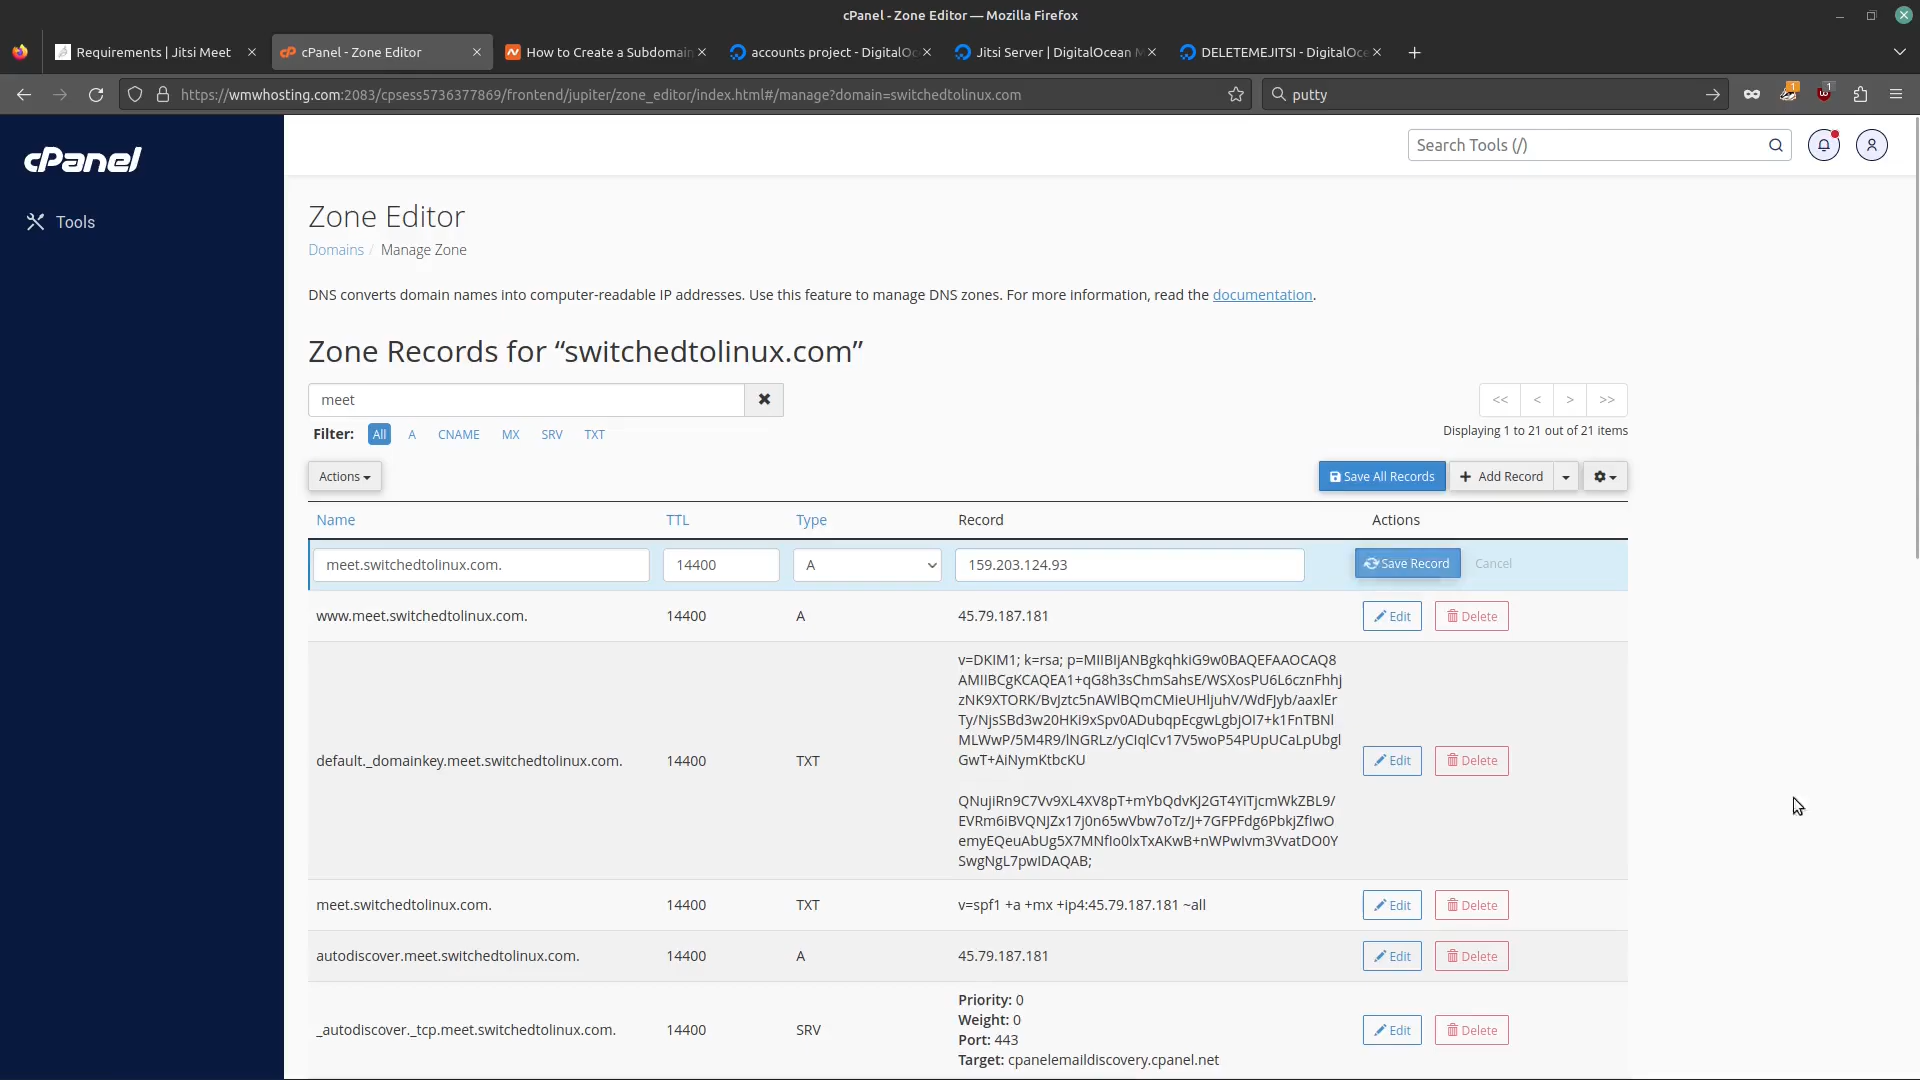 cPanel - Zone Editor — Mozilla Firefox
Requirements | Jitsi Meet
cPanel - Zone Editor
How to Create a Subdomain
accounts project - DigitalOc
Jitsi Server | DigitalOcean M
DELETEMEJITSI - DigitalOce
https://wmwhosting.com:2083/cpsess5736377869/frontend/jupiter/zone_editor/index.html#/manage?domain=switchedtolinux.com
putty
1
1
cPanel
Search Tools (/)
Tools
Zone Editor
Domains / Manage Zone
DNS converts domain names into computer-readable IP addresses. Use this feature to manage DNS zones. For more information, read the documentation.
Zone Records for “switchedtolinux.com”
meet
<< < > >>
Filter: All A CNAME MX SRV TXT
Displaying 1 to 21 out of 21 items
Actions
Save All Records
Add Record
Name TTL Type Record Actions
meet.switchedtolinux.com. 14400 A 159.203.124.93 Save Record Cancel
www.meet.switchedtolinux.com. 14400 A 45.79.187.181 Edit Delete
default._domainkey.meet.switchedtolinux.com. 14400 TXT
v=DKIM1; k=rsa; p=MIIBIjANBgkqhkiG9w0BAQEFAAOCAQ8
AMIIBCgKCAQEA1+qG8h3sChmSahsE/WSXosPU6L6cznFhhj
zNK9XTORK/BvJztc5nAWlBQmCMieUHljuhV/WdFJyb/aaxlEr
Ty/NjsSBd3w20HKi9xSpv0ADubqpEcgwLgbjOI7+k1FnTBNl
MLWwP/5M4R9/lNGRLz/yCIqlCv17V5woP54PUpUCaLpUbgl
GwT+AiNymKtbcKU
QNujiRn9C7Vv9XL4XV8pT+mYbQdvKJ2GT4YiTjcmWkZBL9/
EVRm6iBVQNJZx17j0n65wVbw7oTz/J+7GFPFdg6PbkjZfIwO
emyEQeuAbUg5X7MNfIo0lxTxAKwB+nWPwIvm3VvatDO0Y
SwgNgL7pwIDAQAB;
Edit Delete
meet.switchedtolinux.com. 14400 TXT v=spf1 +a +mx +ip4:45.79.187.181 ~all Edit Delete
autodiscover.meet.switchedtolinux.com. 14400 A 45.79.187.181 Edit Delete
_autodiscover._tcp.meet.switchedtolinux.com. 14400 SRV
Priority: 0
Weight: 0
Port: 443
Target: cpanelemaildiscovery.cpanel.net
Edit Delete